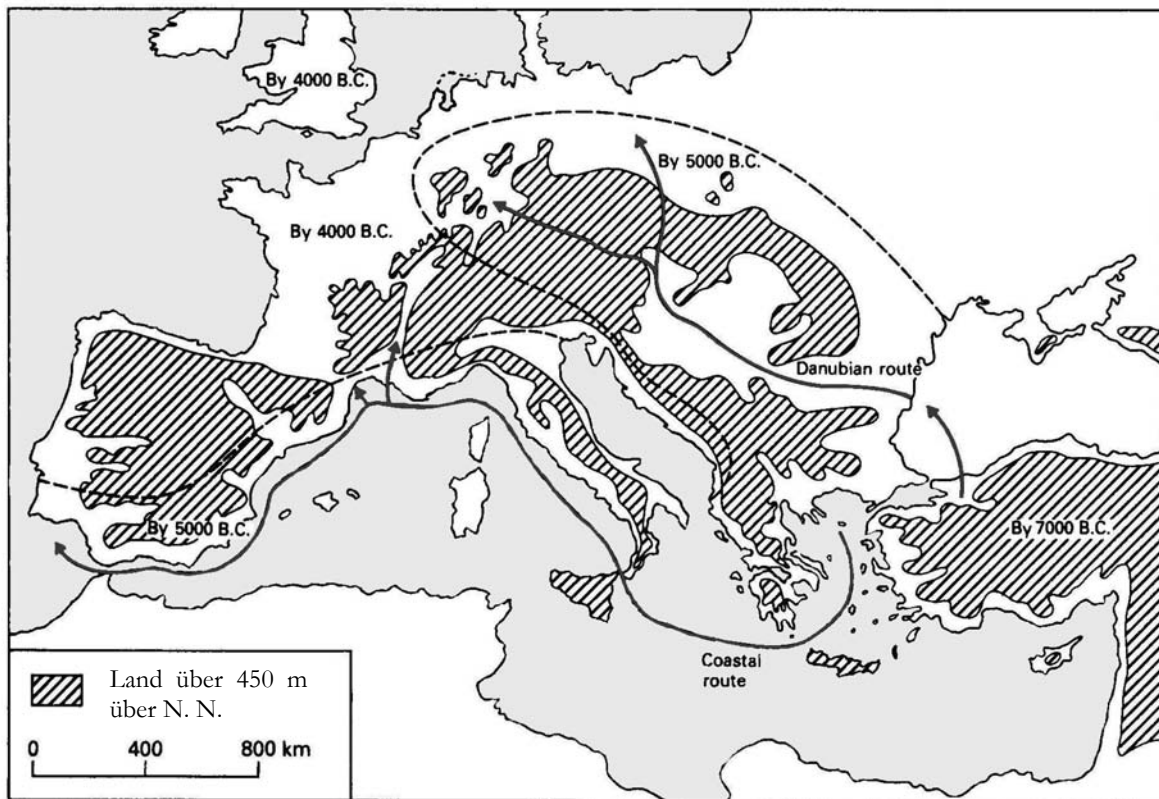 By 4000 B.C.
By 5000 B.C.
By 4000 B.C.
Danubian route
By 5000 B.C.
By 7000 B.C.
Coastal
route
Land über 450 m
über N. N.
0 400 800 km